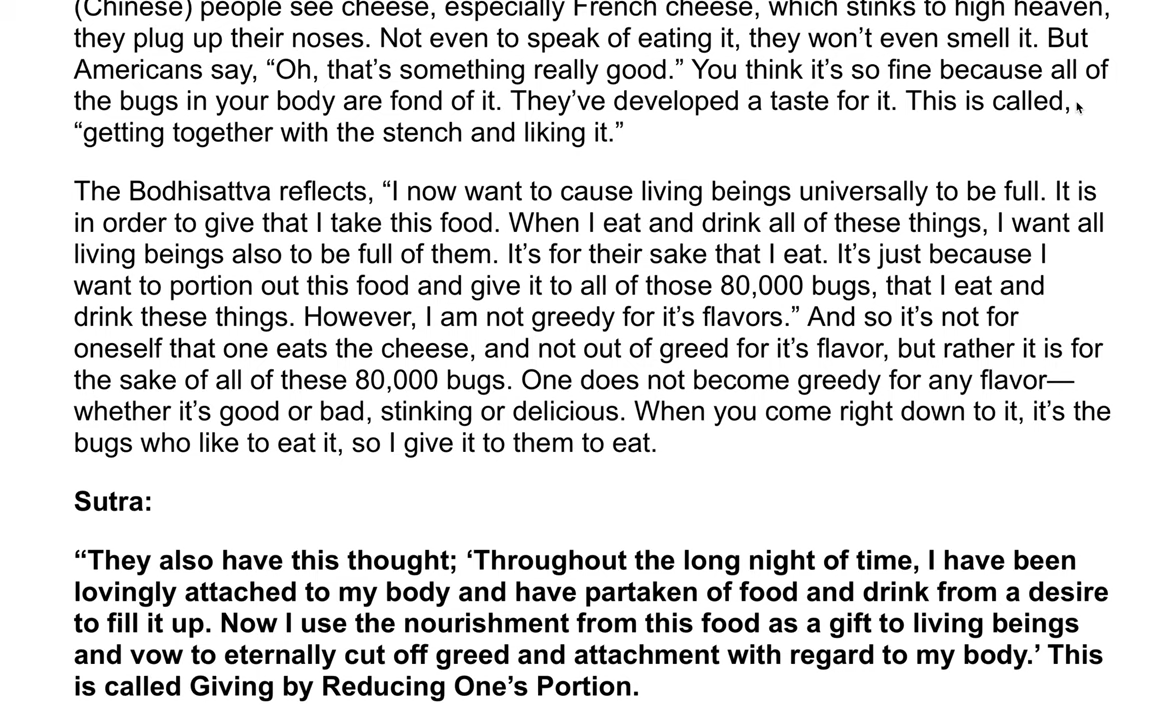 (Chinese) people see cheese, especially French cheese, which stinks to high heaven,
they plug up their noses. Not even to speak of eating it, they won’t even smell it. But
Americans say, “Oh, that’s something really good.” You think it’s so fine because all of
the bugs in your body are fond of it. They’ve developed a taste for it. This is called,
“getting together with the stench and liking it.”
The Bodhisattva reflects, “I now want to cause living beings universally to be full. It is
in order to give that I take this food. When I eat and drink all of these things, I want all
living beings also to be full of them. It’s for their sake that I eat. It’s just because I
want to portion out this food and give it to all of those 80,000 bugs, that I eat and
drink these things. However, I am not greedy for it’s flavors.” And so it’s not for
oneself that one eats the cheese, and not out of greed for it’s flavor, but rather it is for
the sake of all of these 80,000 bugs. One does not become greedy for any flavor—
whether it’s good or bad, stinking or delicious. When you come right down to it, it’s the
bugs who like to eat it, so I give it to them to eat.
Sutra:
“They also have this thought; ‘Throughout the long night of time, I have been
lovingly attached to my body and have partaken of food and drink from a desire
to fill it up. Now I use the nourishment from this food as a gift to living beings
and vow to eternally cut off greed and attachment with regard to my body.’ This
is called Giving by Reducing One’s Portion.